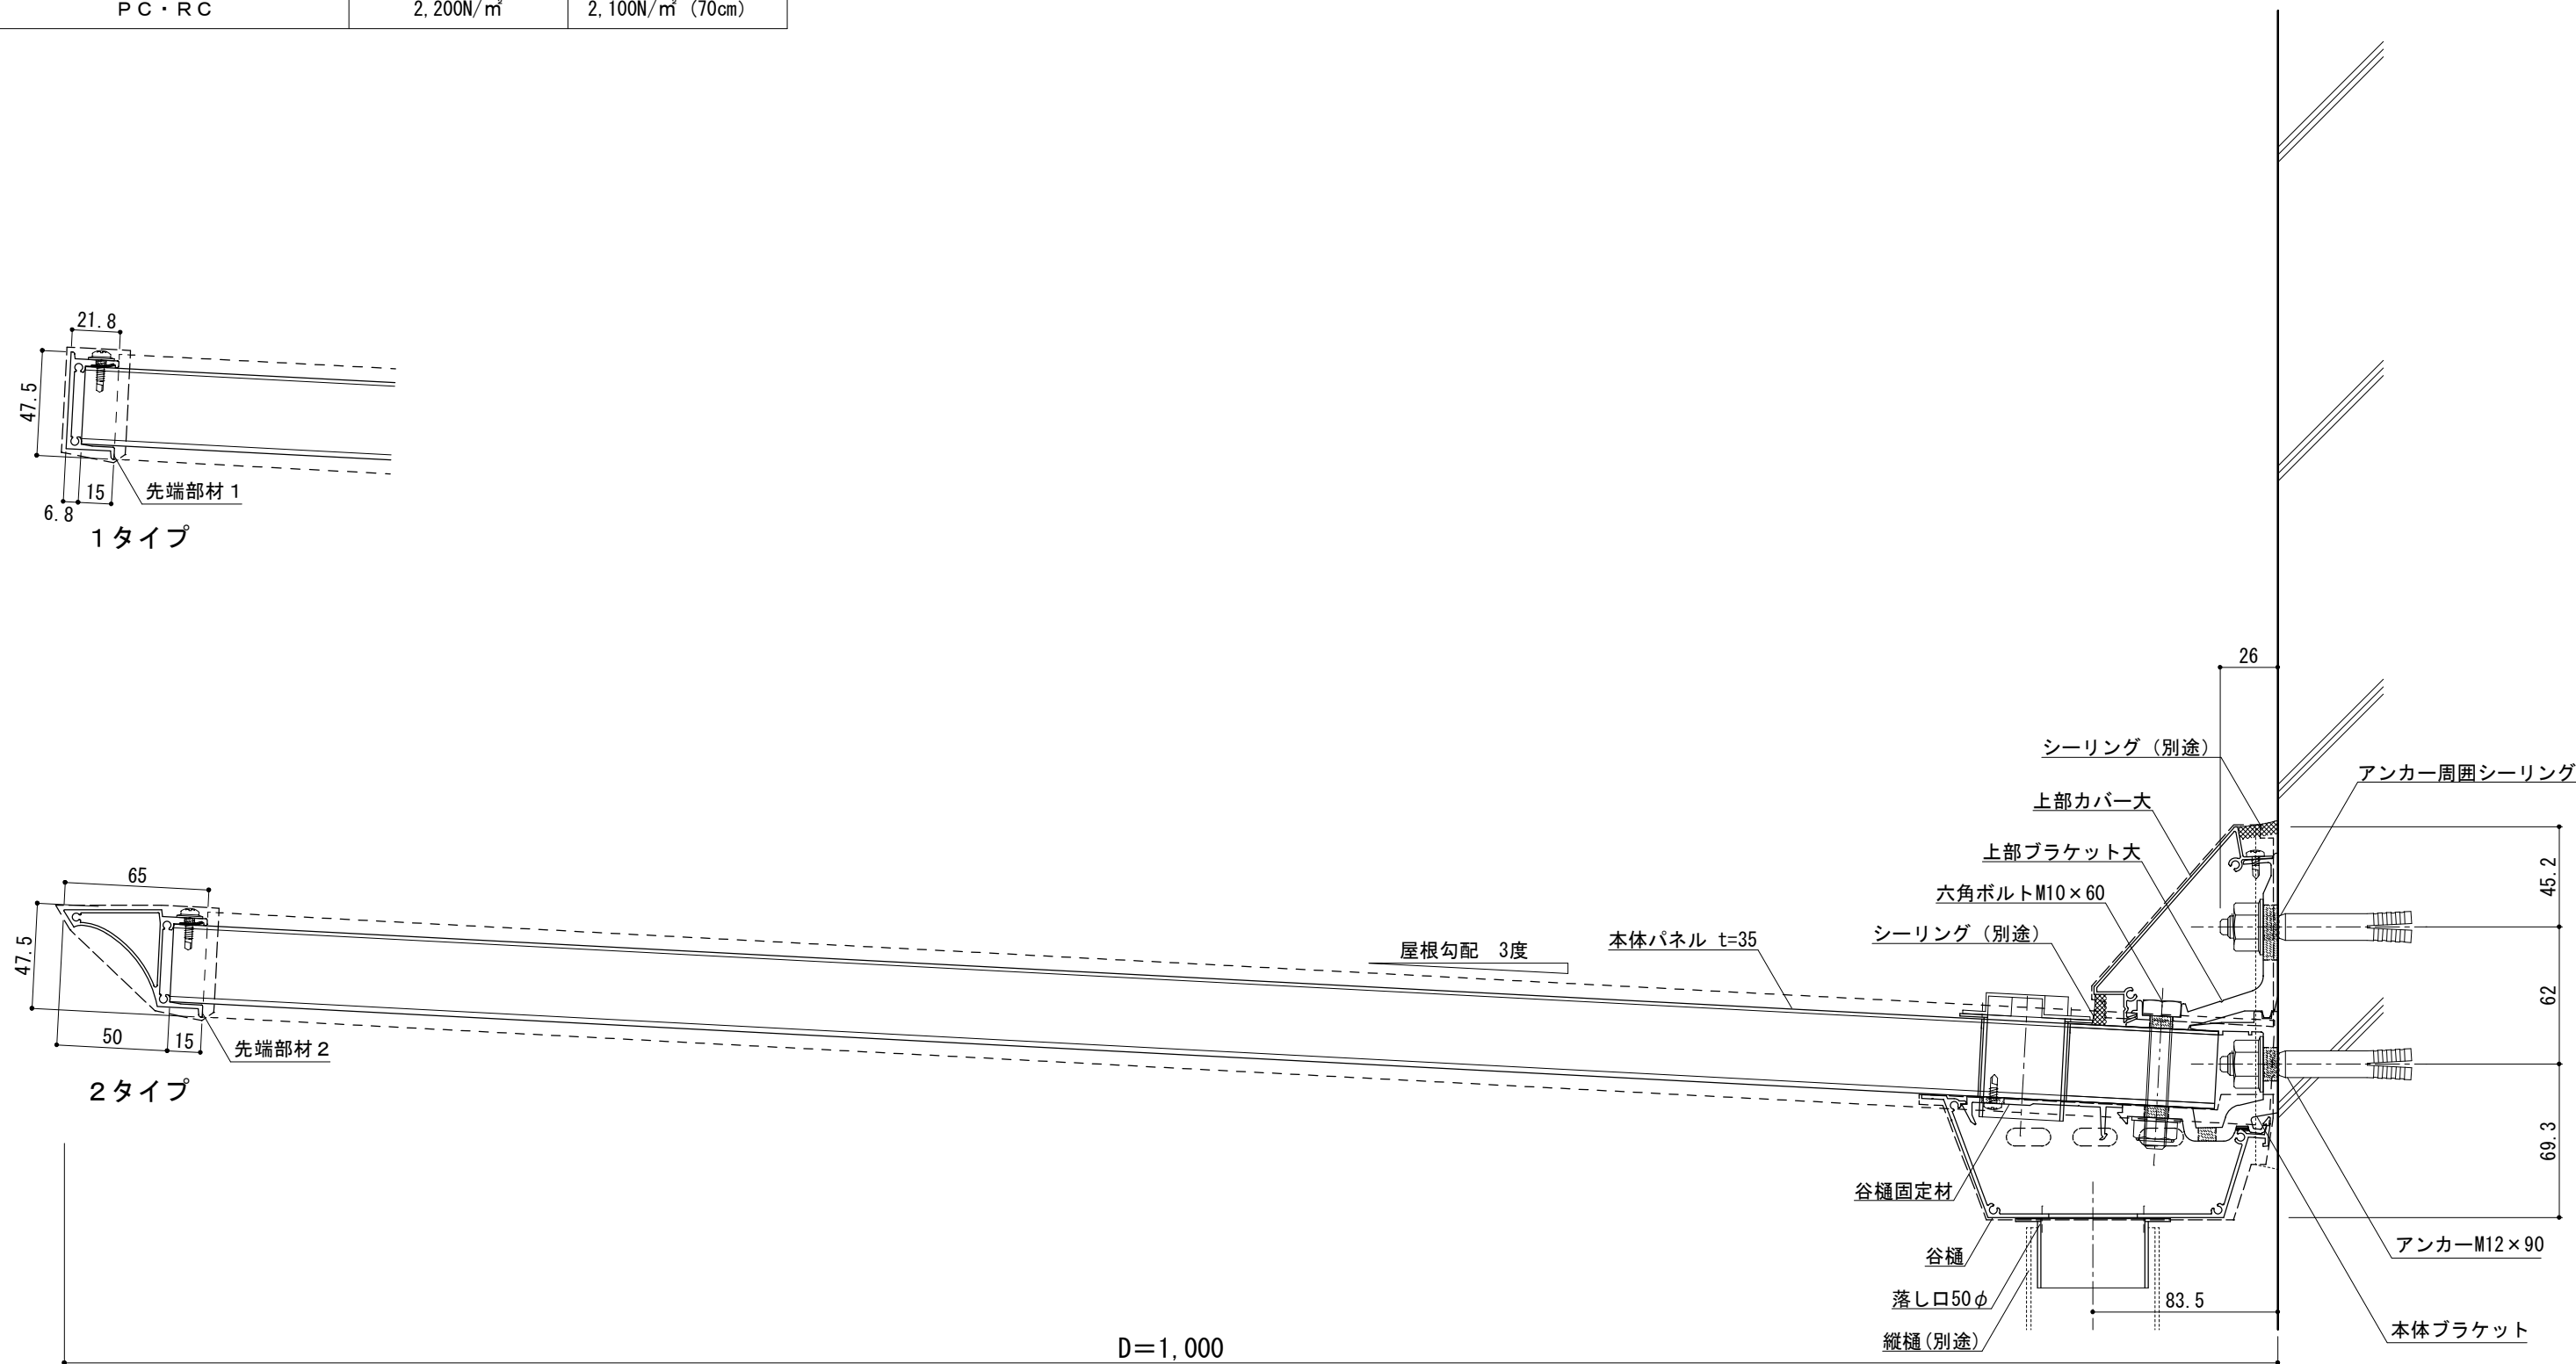 PC・RC 2,200N/㎡ 2,100N/㎡ (70cm)
21.8
47.5
15
6.8
先端部材1
1タイプ
26
シーリング（別途）
アンカー周囲シーリング
上部カバー大
上部ブラケット大
六角ボルトM10×60
シーリング（別途）
本体パネル t=35
屋根勾配 3度
45.2
62
69.3
65
47.5
50
15
先端部材2
2タイプ
谷樋固定材
谷樋
落し口50φ
縦樋(別途)
83.5
アンカーM12×90
本体ブラケット
D=1,000